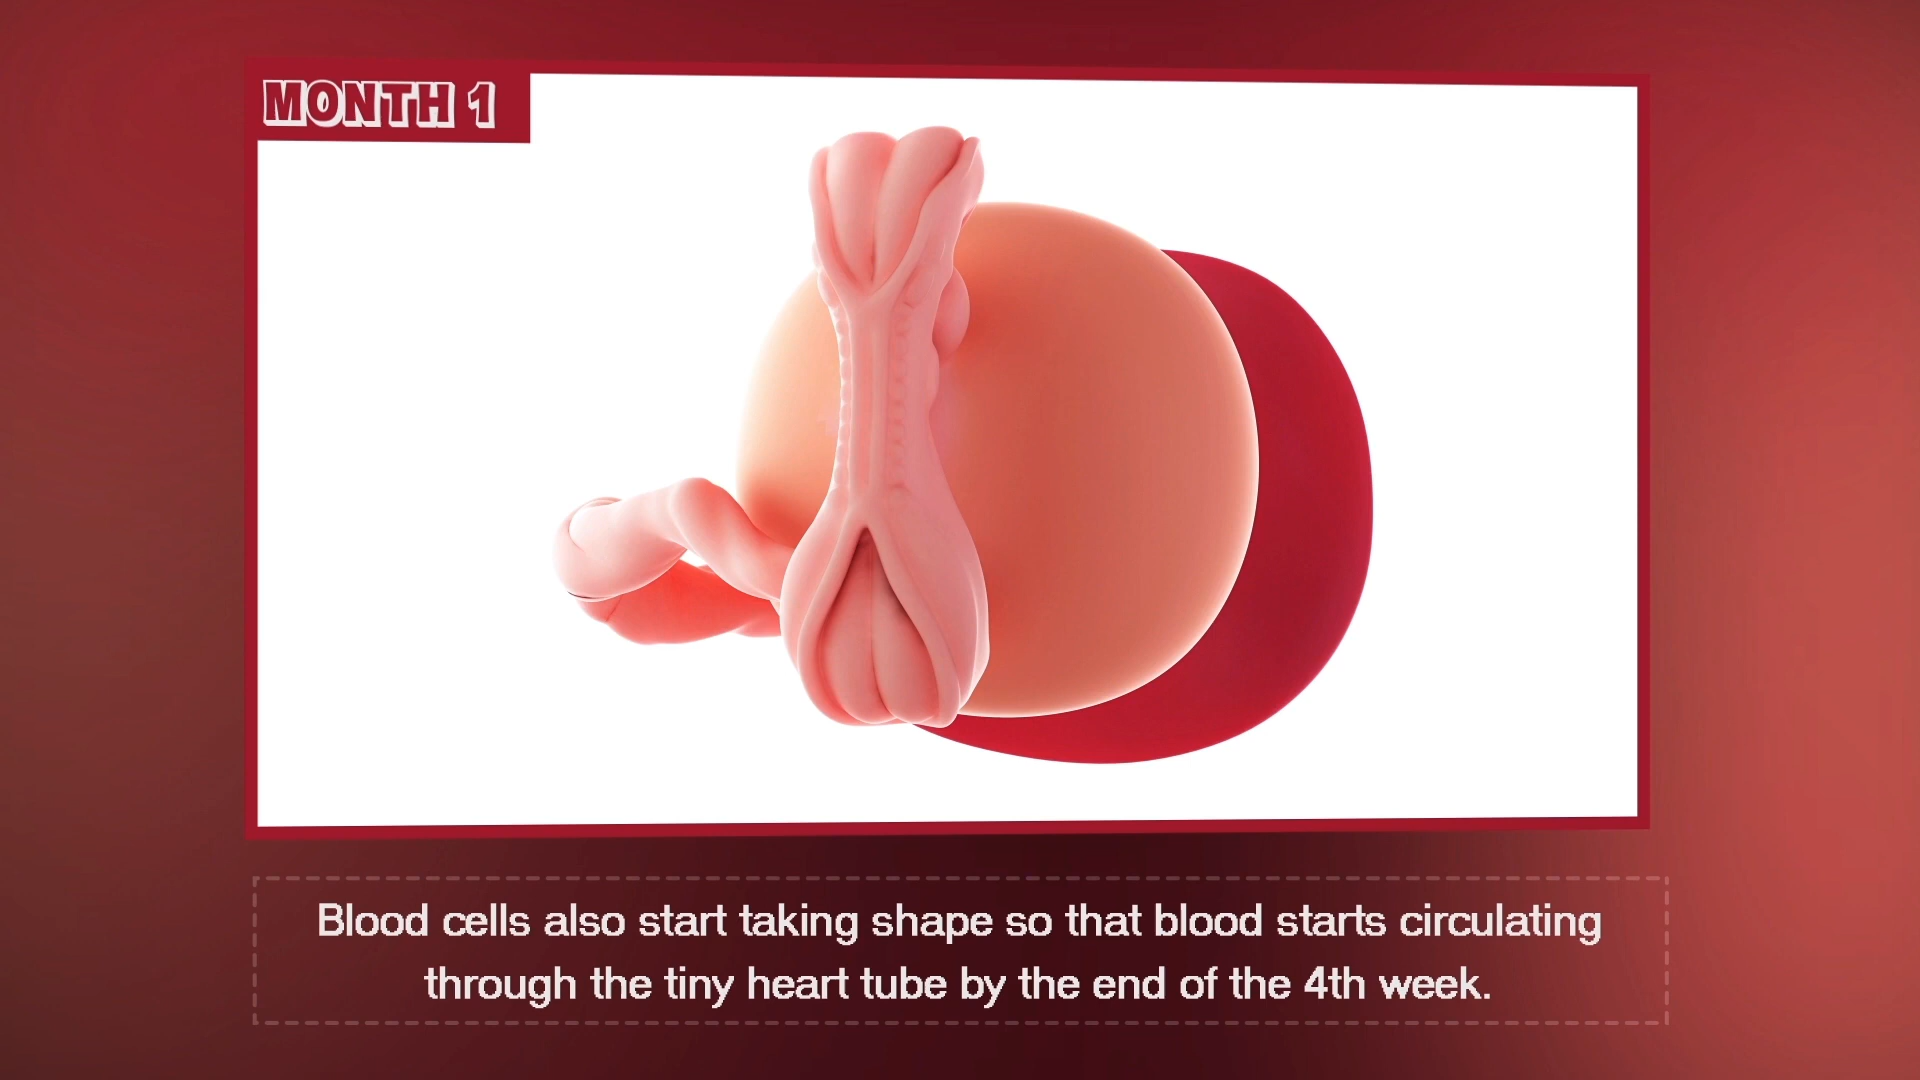 MONTH 1
Blood cells also start taking shape so that blood starts circulating
through the tiny heart tube by the end of the 4th week.